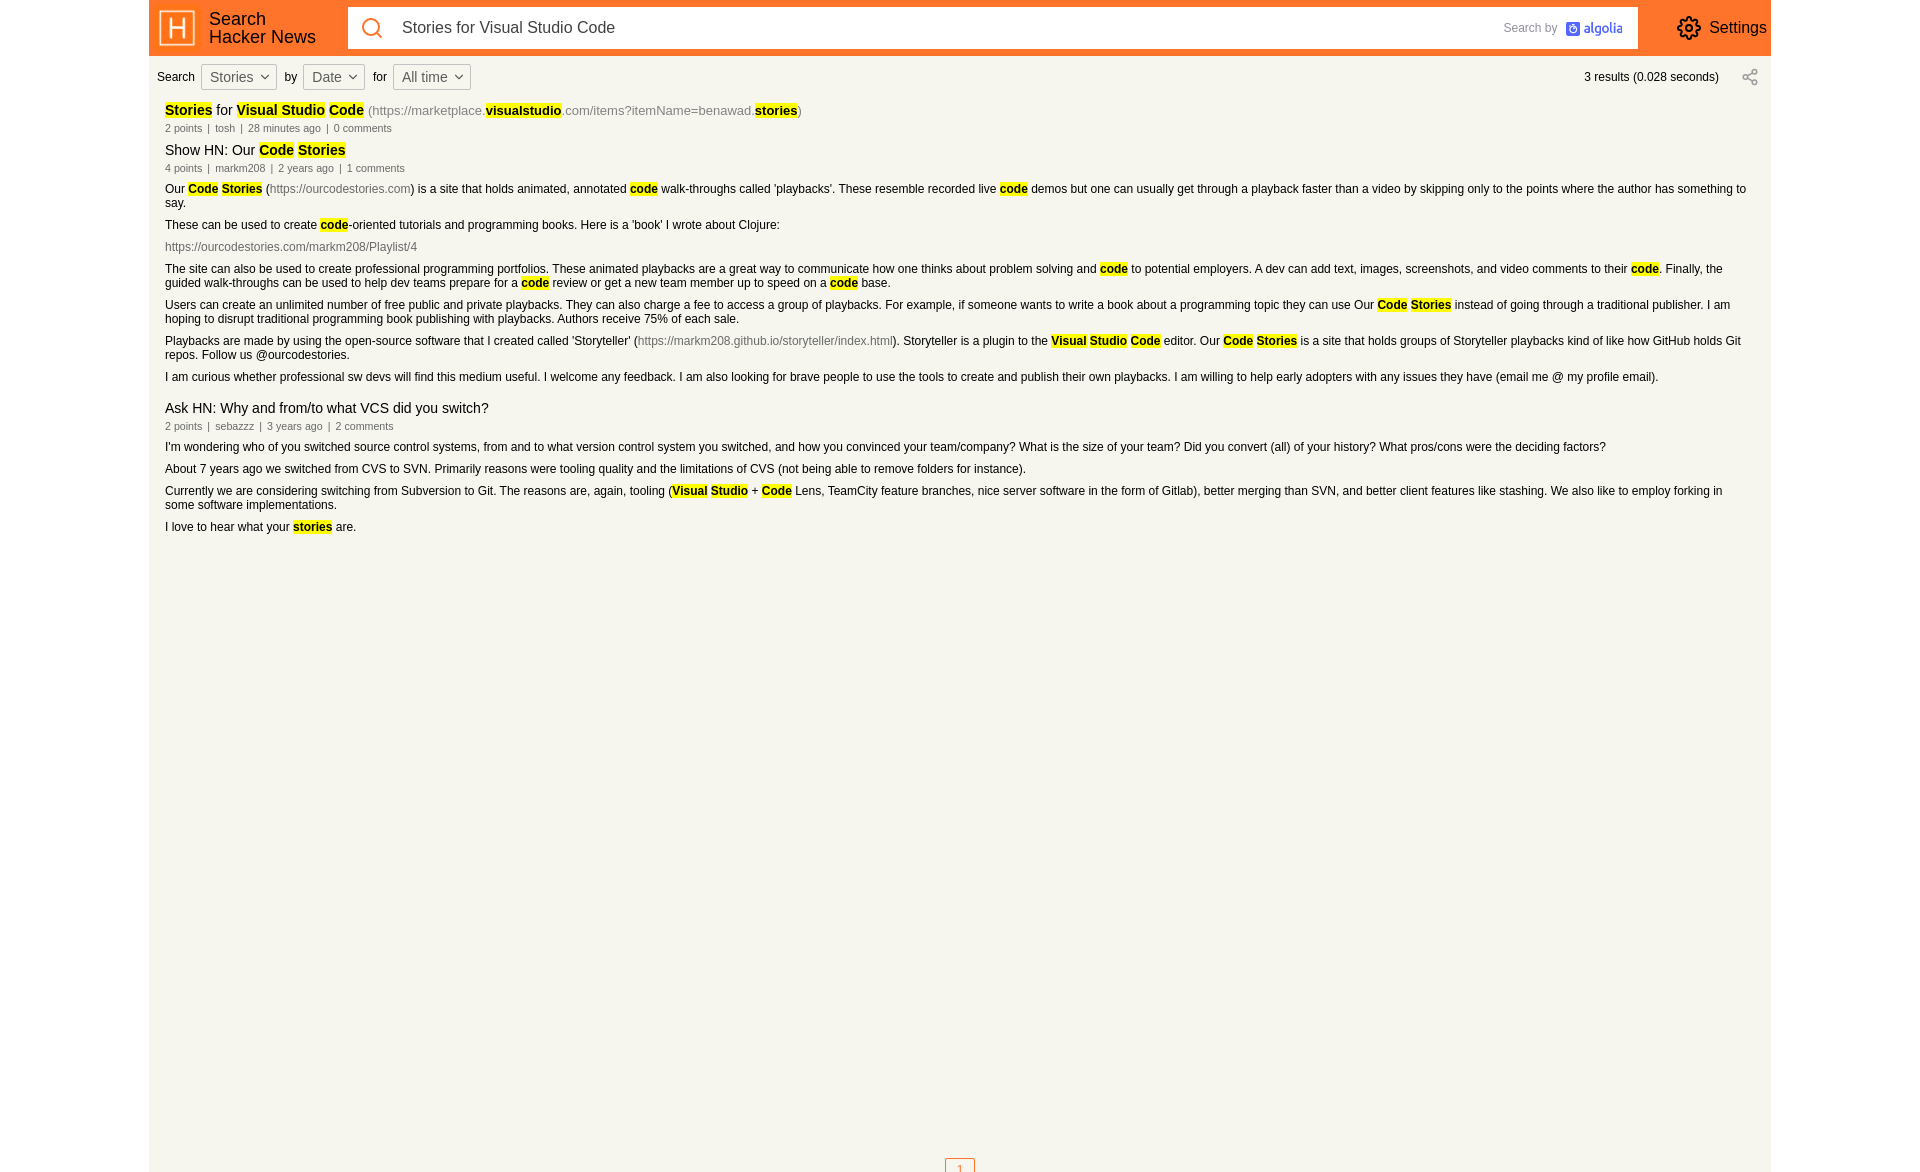 Search
Hacker News
Stories for Visual Studio Code
Search by algolia
Settings
Search Stories by Date for All time
3 results (0.028 seconds)
Stories for Visual Studio Code (https://marketplace.visualstudio.com/items?itemName=benawad.stories)
2 points | tosh | 28 minutes ago | 0 comments
Show HN: Our Code Stories
4 points | markm208 | 2 years ago | 1 comments
Our Code Stories (https://ourcodestories.com) is a site that holds animated, annotated code walk-throughs called 'playbacks'. These resemble recorded live code demos but one can usually get through a playback faster than a video by skipping only to the points where the author has something to
say.
These can be used to create code-oriented tutorials and programming books. Here is a 'book' I wrote about Clojure:
https://ourcodestories.com/markm208/Playlist/4
The site can also be used to create professional programming portfolios. These animated playbacks are a great way to communicate how one thinks about problem solving and code to potential employers. A dev can add text, images, screenshots, and video comments to their code. Finally, the
guided walk-throughs can be used to help dev teams prepare for a code review or get a new team member up to speed on a code base.
Users can create an unlimited number of free public and private playbacks. They can also charge a fee to access a group of playbacks. For example, if someone wants to write a book about a programming topic they can use Our Code Stories instead of going through a traditional publisher. I am
hoping to disrupt traditional programming book publishing with playbacks. Authors receive 75% of each sale.
Playbacks are made by using the open-source software that I created called 'Storyteller' (https://markm208.github.io/storyteller/index.html). Storyteller is a plugin to the Visual Studio Code editor. Our Code Stories is a site that holds groups of Storyteller playbacks kind of like how GitHub holds Git
repos. Follow us @ourcodestories.
I am curious whether professional sw devs will find this medium useful. I welcome any feedback. I am also looking for brave people to use the tools to create and publish their own playbacks. I am willing to help early adopters with any issues they have (email me @ my profile email).
Ask HN: Why and from/to what VCS did you switch?
2 points | sebazzz | 3 years ago | 2 comments
I'm wondering who of you switched source control systems, from and to what version control system you switched, and how you convinced your team/company? What is the size of your team? Did you convert (all) of your history? What pros/cons were the deciding factors?
About 7 years ago we switched from CVS to SVN. Primarily reasons were tooling quality and the limitations of CVS (not being able to remove folders for instance).
Currently we are considering switching from Subversion to Git. The reasons are, again, tooling (Visual Studio + Code Lens, TeamCity feature branches, nice server software in the form of Gitlab), better merging than SVN, and better client features like stashing. We also like to employ forking in
some software implementations.
I love to hear what your stories are.
1